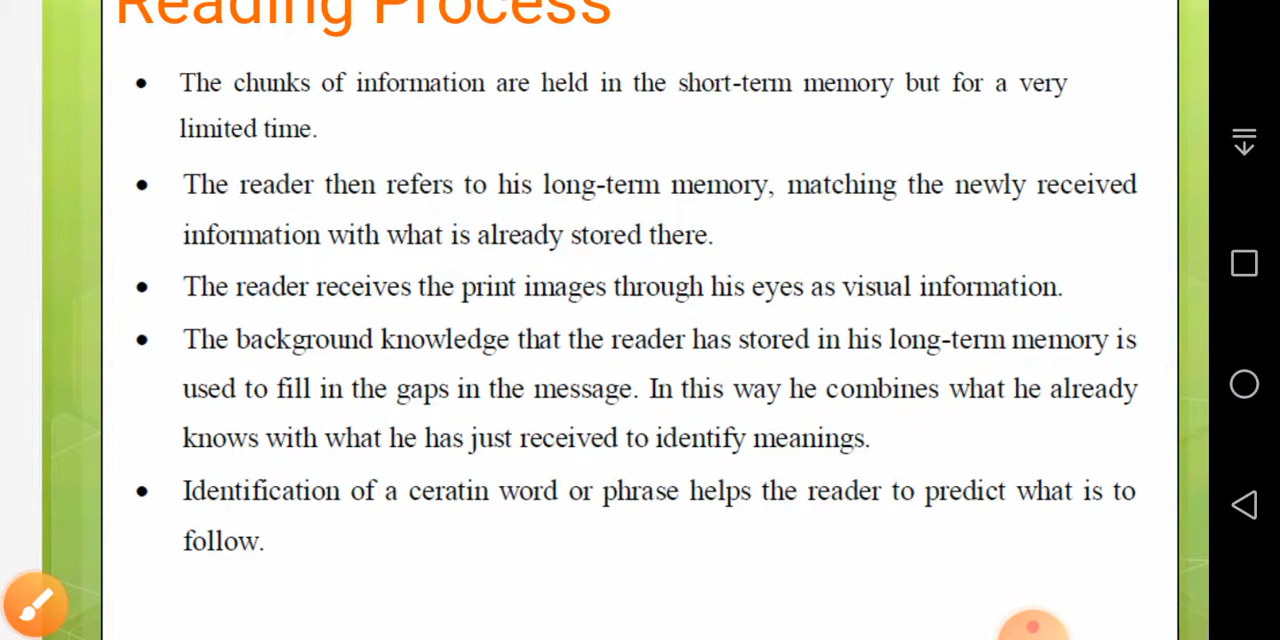 Reading Process
• The chunks of information are held in the short-term memory but for a very
limited time.
• The reader then refers to his long-term memory, matching the newly received
information with what is already stored there.
• The reader receives the print images through his eyes as visual information.
• The background knowledge that the reader has stored in his long-term memory is
used to fill in the gaps in the message. In this way he combines what he already
knows with what he has just received to identify meanings.
• Identification of a ceratin word or phrase helps the reader to predict what is to
follow.